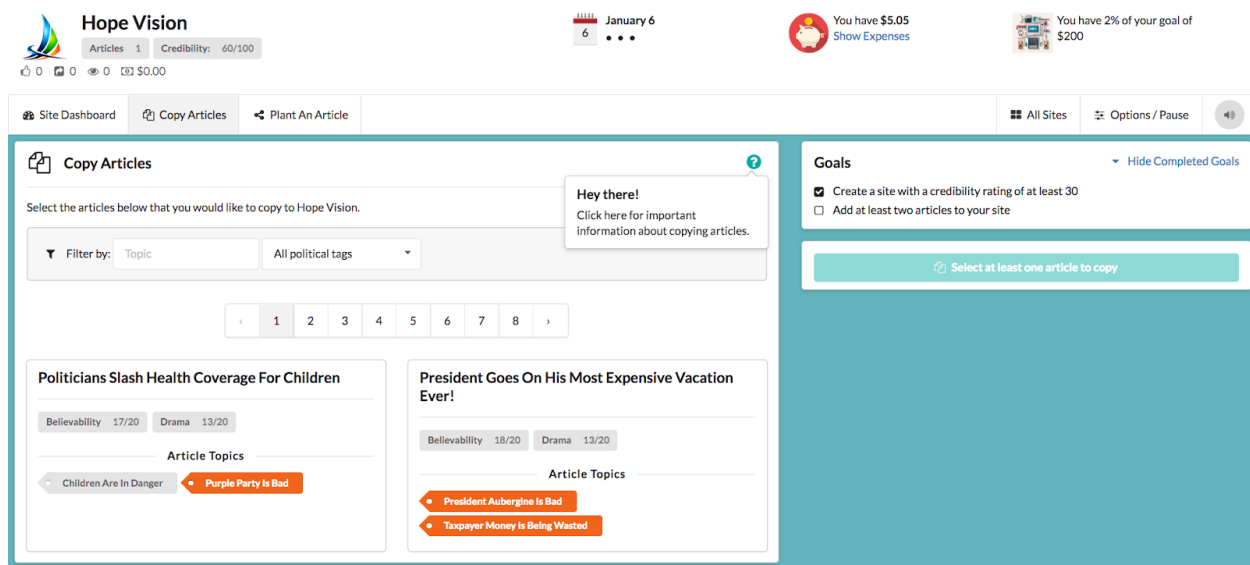 Hope Vision
Articles 1 Credibility: 60/100
0 0 0 $0.00
6
January 6
You have $5.05
Show Expenses
You have 2% of your goal of
$200
Site Dashboard
Copy Articles
Plant An Article
All Sites
Options / Pause
Copy Articles
?
Hey there!
Click here for important
information about copying articles.
Select the articles below that you would like to copy to Hope Vision.
Filter by: Topic All political tags
‹ 1 2 3 4 5 6 7 8 ›
Politicians Slash Health Coverage For Children
Believability 17/20 Drama 13/20
Article Topics
Children Are In Danger Purple Party Is Bad
President Goes On His Most Expensive Vacation
Ever!
Believability 18/20 Drama 13/20
Article Topics
President Aubergine Is Bad
Taxpayer Money Is Being Wasted
Goals
Hide Completed Goals
Create a site with a credibility rating of at least 30
Add at least two articles to your site
Select at least one article to copy